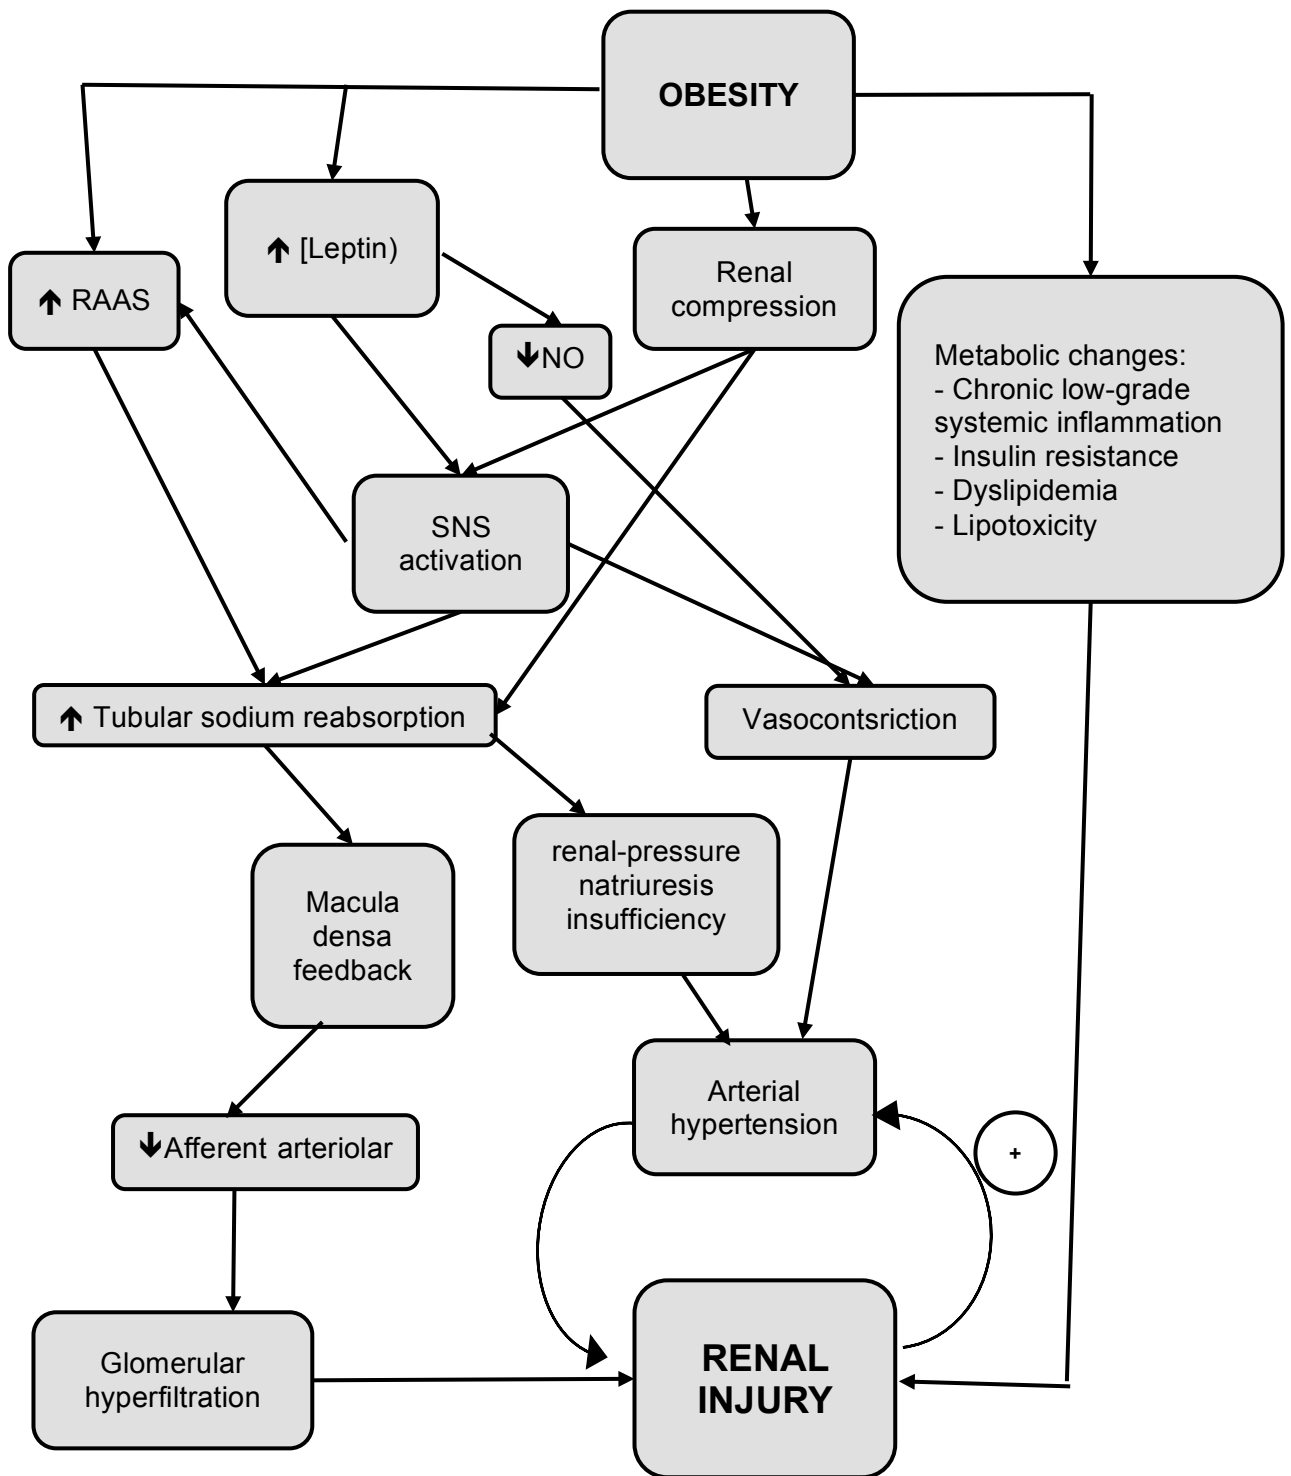 OBESITY
🡹 [Leptin)
Renal
compression
🡹 RAAS
🡻NO
Metabolic changes:
- Chronic low-grade
systemic inflammation
- Insulin resistance
- Dyslipidemia
- Lipotoxicity
SNS
activation
🡹 Tubular sodium reabsorption
Vasocontsriction
renal-pressure
natriuresis
insufficiency
Macula
densa
feedback
Arterial
hypertension
🡻Afferent arteriolar
+
Glomerular
hyperfiltration
RENAL
INJURY